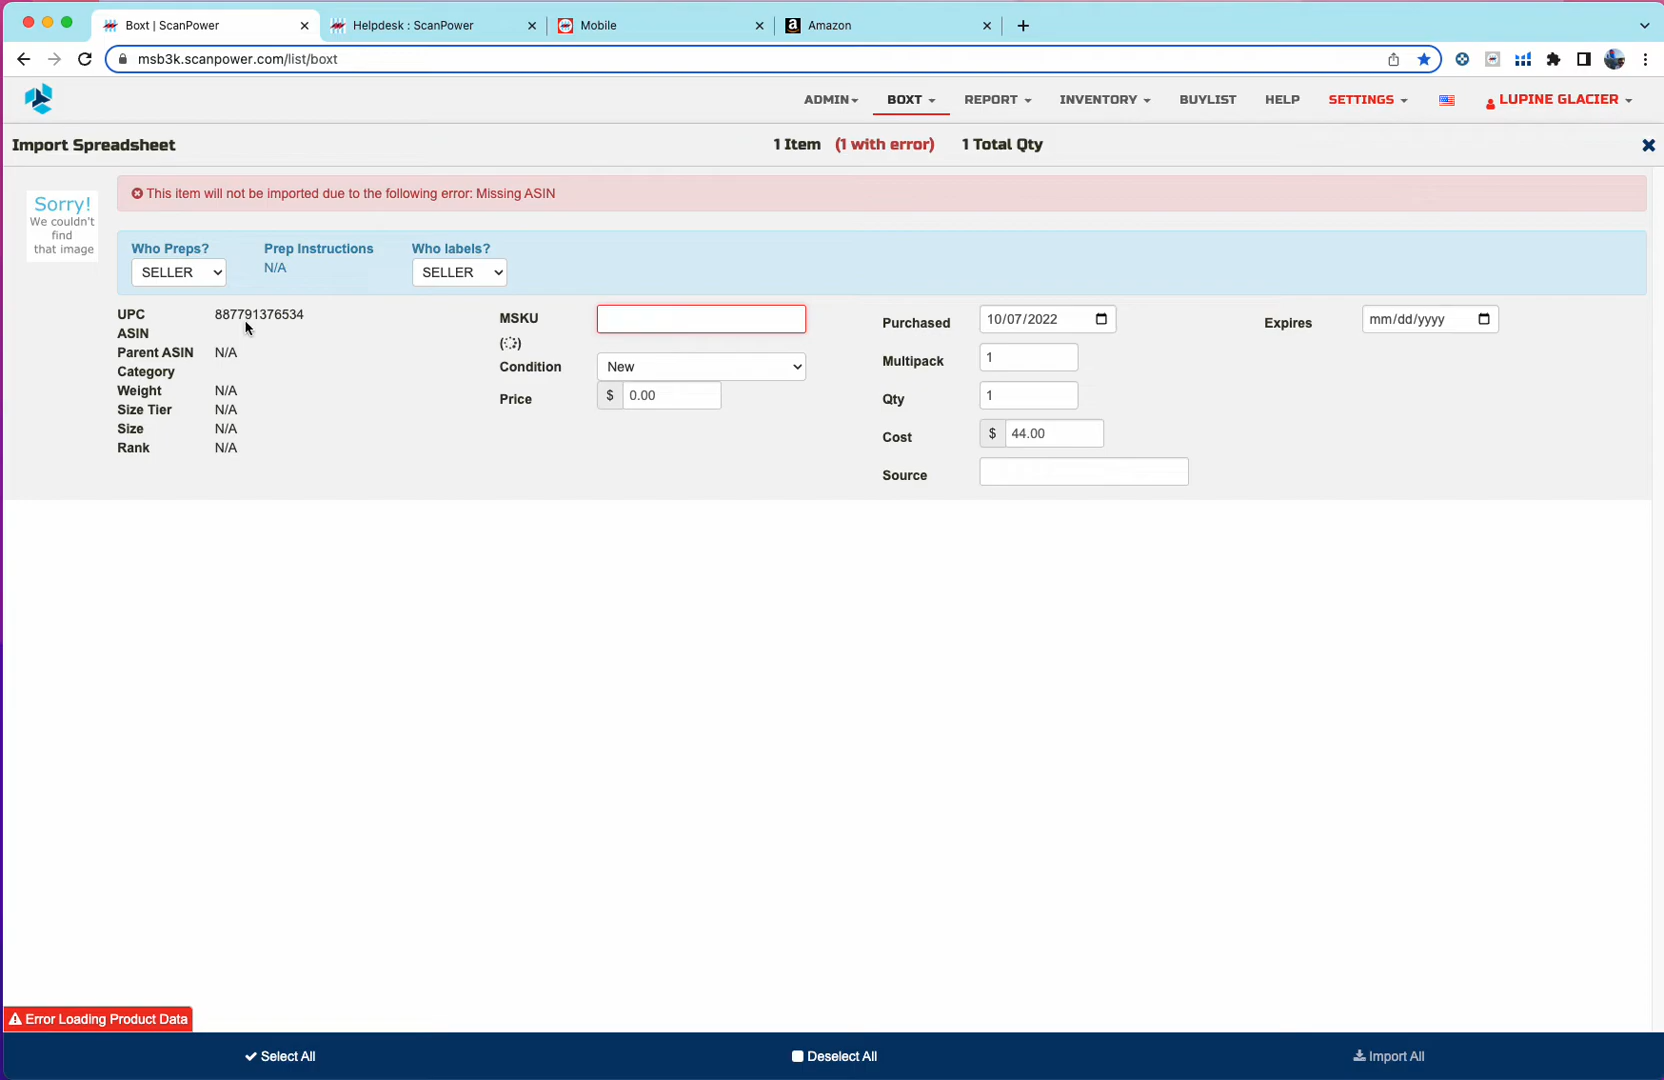 Boxt | ScanPower
Helpdesk : ScanPower
Mobile
a Amazon
msb3k.scanpower.com/list/boxt
ADMIN
BOXT
REPORT
INVENTORY
BUYLIST
HELP
SETTINGS
LUPINE GLACIER
Import Spreadsheet
1 Item (1 with error) 1 Total Qty
Sorry!
We couldn't
find
that image
This item will not be imported due to the following error: Missing ASIN
Who Preps?
SELLER
Prep Instructions
N/A
Who labels?
SELLER
UPC 887791376534
ASIN
Parent ASIN N/A
Category
Weight N/A
Size Tier N/A
Size N/A
Rank N/A
MSKU
( )
Condition New
Price $ 0.00
Purchased 10/07/2022
Multipack 1
Qty 1
Cost $ 44.00
Source
Expires mm/dd/yyyy
Error Loading Product Data
Select All
Deselect All
Import All